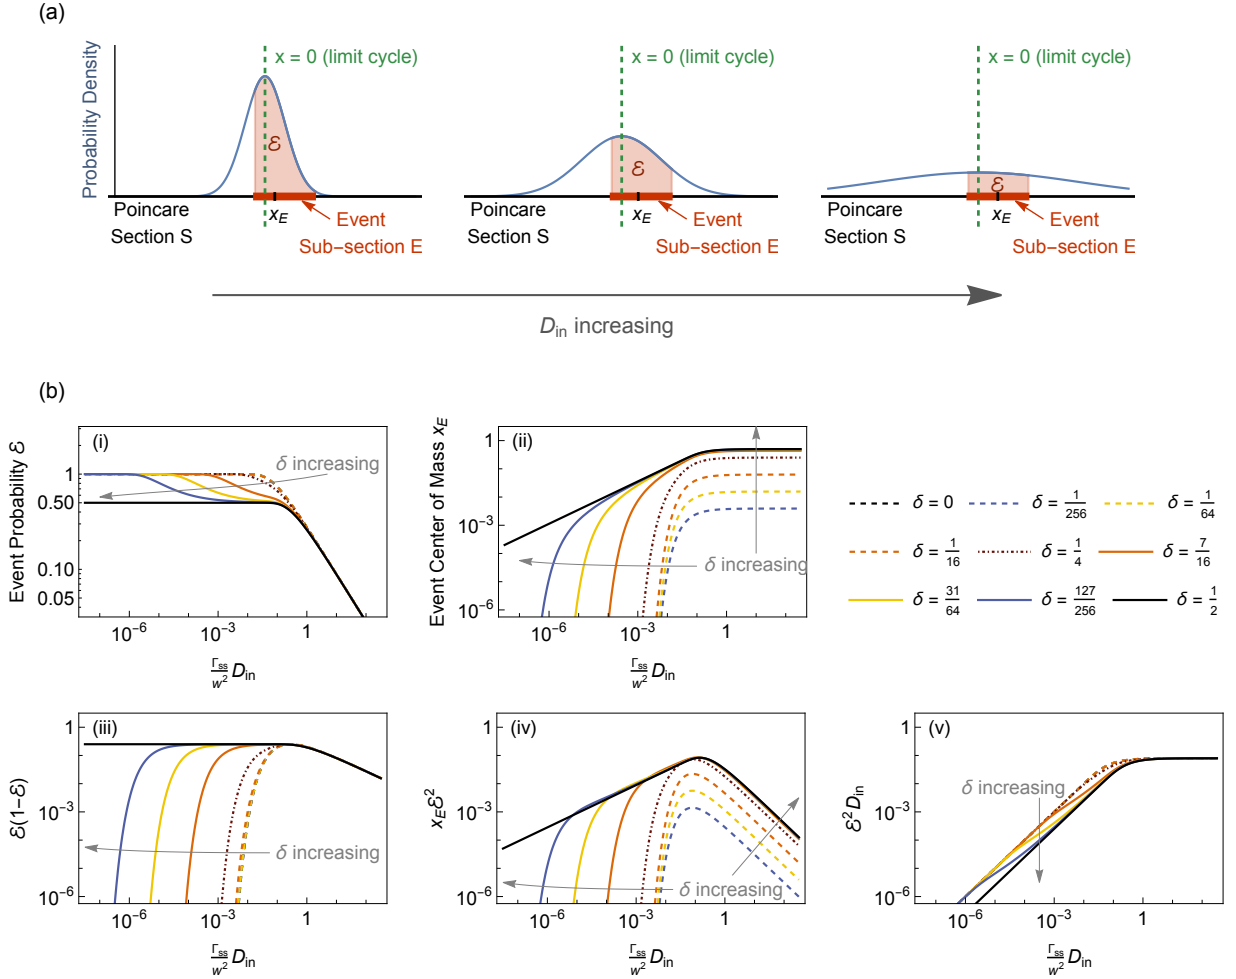 (a)
x = 0 (limit cycle)
x = 0 (limit cycle)
x = 0 (limit cycle)
Probability Density
ℰ
ℰ
ℰ
Poincare
Section S
x_E
Event
Sub-section E
Poincare
Section S
x_E
Event
Sub-section E
Poincare
Section S
x_E
Event
Sub-section E
D_in increasing
(b)
(i)
Event Probability ℰ
1
0.50
0.10
0.05
δ increasing
10^-6
10^-3
1
Γ_ss/w^2 D_in
(ii)
Event Center of Mass x_E
1
10^-3
10^-6
δ increasing
10^-6
10^-3
1
Γ_ss/w^2 D_in
δ = 0
δ = 1/256
δ = 1/64
δ = 1/16
δ = 1/4
δ = 7/16
δ = 31/64
δ = 127/256
δ = 1/2
(iii)
ℰ(1-ℰ)
1
10^-3
10^-6
δ increasing
10^-6
10^-3
1
Γ_ss/w^2 D_in
(iv)
x_E ℰ^2
1
10^-3
10^-6
δ increasing
10^-6
10^-3
1
Γ_ss/w^2 D_in
(v)
ℰ^2 D_in
1
10^-3
10^-6
δ increasing
10^-6
10^-3
1
Γ_ss/w^2 D_in